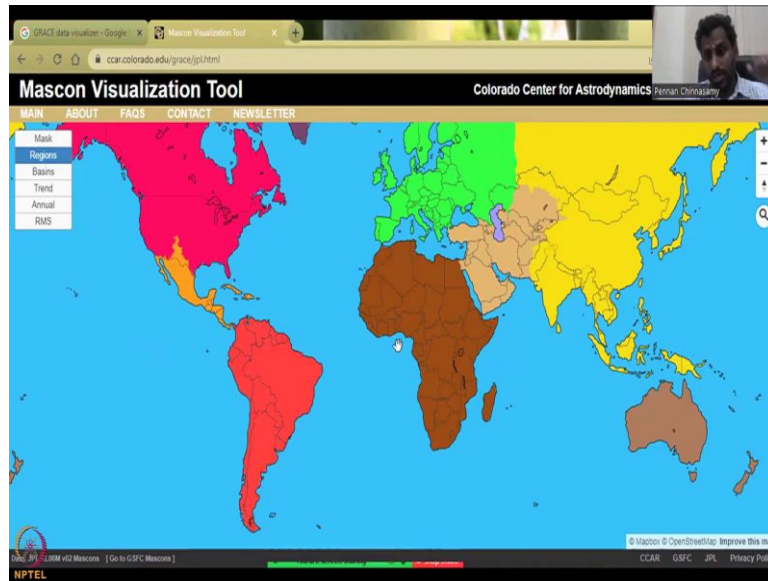 GRACE data visualizer - Google
Mascon Visualization Tool
ccar.colorado.edu/grace/jpl.html
Mascon Visualization Tool
Colorado Center for Astrodynamics
Pennan Chinnasamy
MAIN ABOUT FAQS CONTACT NEWSLETTER
Mask
Regions
Basins
Trend
Annual
RMS
© Mapbox © OpenStreetMap Improve this ma
v02 Mascons [ Go to GSFC Mascons ]
CCAR GSFC JPL Privacy Poli
NPTEL